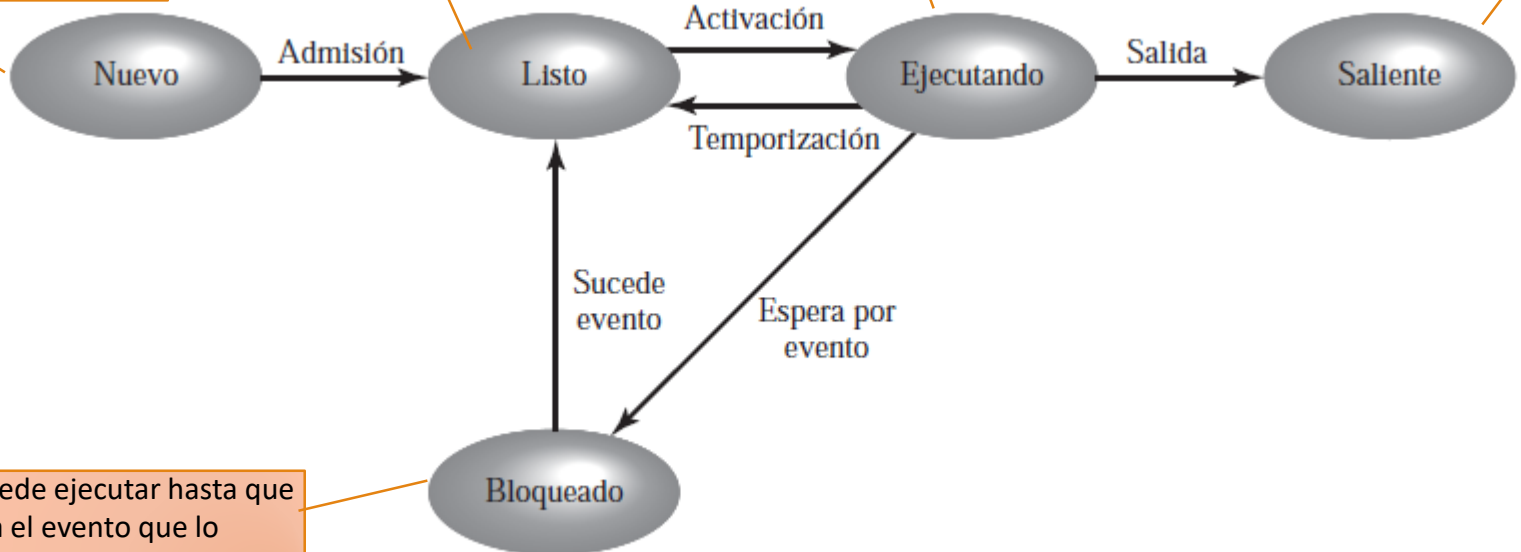 Activación
Nuevo
Admisión
Listo
Ejecutando
Salida
Saliente
Temporización
Sucede
evento
Espera por
evento
ejecutar hasta que
el evento que lo
Bloqueado